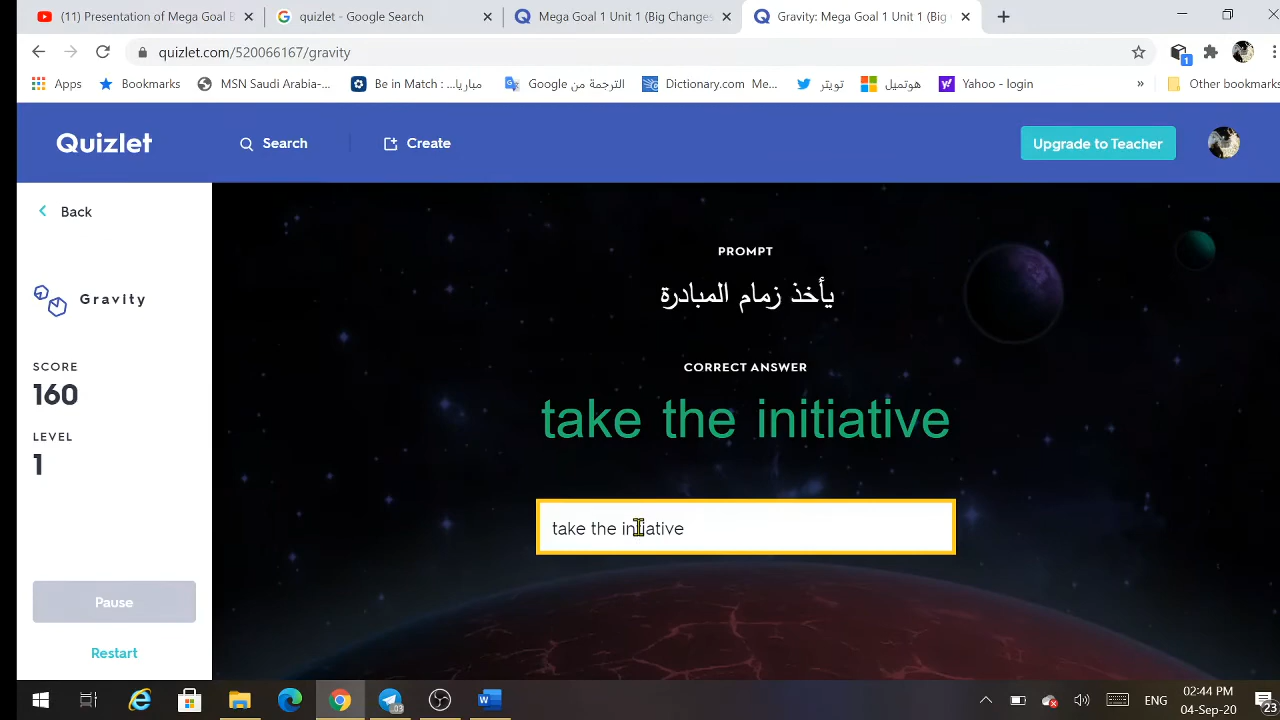 (11) Presentation of Mega Goal B
quizlet - Google Search
Mega Goal 1 Unit 1 (Big Changes
Gravity: Mega Goal 1 Unit 1 (Big
quizlet.com/520066167/gravity
1
Apps
Bookmarks
MSN Saudi Arabia-...
Be in Match : مباريا...
الترجمة من Google
Dictionary.com Me...
تويتر
هوتميل
Yahoo - login
»
Other bookmarks
Quizlet
Search
Create
Upgrade to Teacher
Back
PROMPT
يأخذ زمام المبادرة
Gravity
CORRECT ANSWER
SCORE
160
take the initiative
LEVEL
1
Pause
Restart
ENG
02:44 PM
04-Sep-20
23